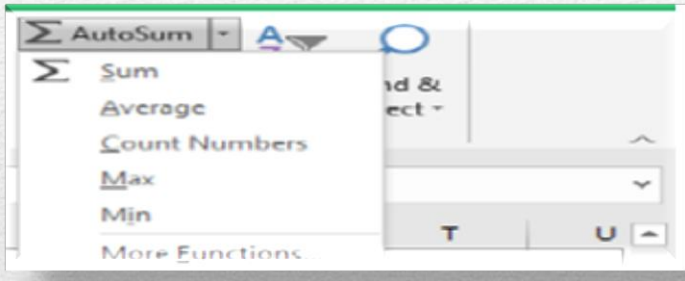 Σ AutoSum
Σ Sum
nd &
Average
ect
Count Numbers
Max
Min
T U
More Functions...